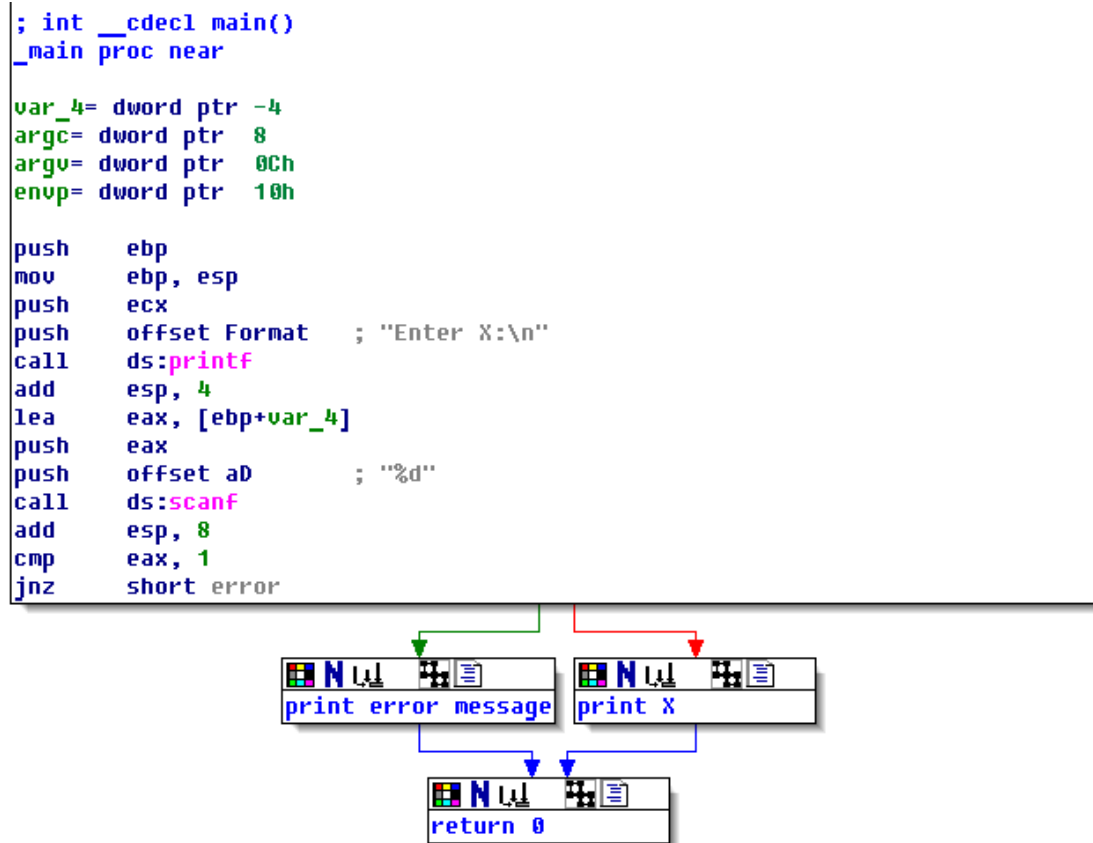 ; int __cdecl main()
_main proc near
var_4= dword ptr -4
argc= dword ptr  8
argv= dword ptr  0Ch
envp= dword ptr  10h
push    ebp
mov     ebp, esp
push    ecx
push    offset Format   ; "Enter X:\n"
call    ds:printf
add     esp, 4
lea     eax, [ebp+var_4]
push    eax
push    offset aD       ; "%d"
call    ds:scanf
add     esp, 8
cmp     eax, 1
jnz     short error
print error message
print X
return 0